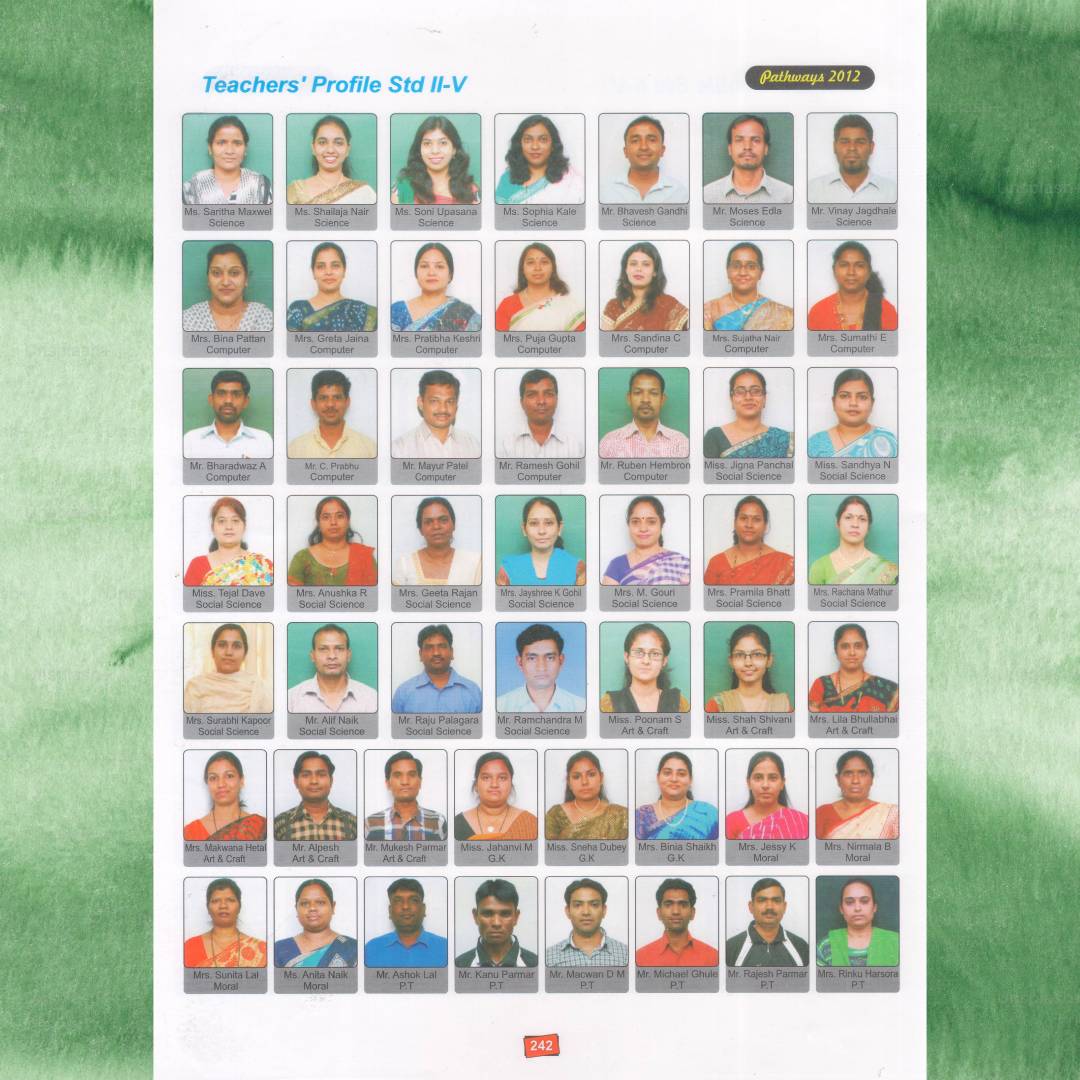 Teachers' Profile Std II-V
Pathways 2012
Ms. Saritha Maxwel
Science
Ms. Shailaja Nair
Science
Ms. Soni Upasana
Science
Ms. Sophia Kale
Science
Mr. Bhavesh Gandhi
Science
Mr. Moses Edla
Science
Mr. Vinay Jagdhale
Science
Mrs. Bina Pattan
Computer
Mrs. Greta Jaina
Computer
Mrs. Pratibha Keshri
Computer
Mrs. Puja Gupta
Computer
Mrs. Sandina C
Computer
Mrs. Sujatha Nair
Computer
Mrs. Sumathi E
Computer
Mr. Bharadwaz A
Computer
Mr. C. Prabhu
Computer
Mr. Mayur Patel
Computer
Mr. Ramesh Gohil
Computer
Mr. Ruben Hembron
Computer
Miss. Jigna Panchal
Social Science
Miss. Sandhya N
Social Science
Miss. Tejal Dave
Social Science
Mrs. Anushka R
Social Science
Mrs. Geeta Rajan
Social Science
Mrs. Jayshree K Gohil
Social Science
Mrs. M. Gouri
Social Science
Mrs. Pramila Bhatt
Social Science
Mrs. Rachana Mathur
Social Science
Mrs. Surabhi Kapoor
Social Science
Mr. Alif Naik
Social Science
Mr. Raju Palagara
Social Science
Mr. Ramchandra M
Social Science
Miss. Poonam S
Art & Craft
Miss. Shah Shivani
Art & Craft
Mrs. Lila Bhullabhai
Art & Craft
Mrs. Makwana Hetal
Art & Craft
Mr. Alpesh
Art & Craft
Mr. Mukesh Parmar
Art & Craft
Miss. Jahanvi M
G.K
Miss. Sneha Dubey
G.K
Mrs. Binia Shaikh
G.K
Mrs. Jessy K
Moral
Mrs. Nirmala B
Moral
Mrs. Sunita Lal
Moral
Ms. Anita Naik
Moral
Mr. Ashok Lal
P.T
Mr. Kanu Parmar
P.T
Mr. Macwan D M
P.T
Mr. Michael Ghule
P.T
Mr. Rajesh Parmar
P.T
Mrs. Rinku Harsora
P.T
242